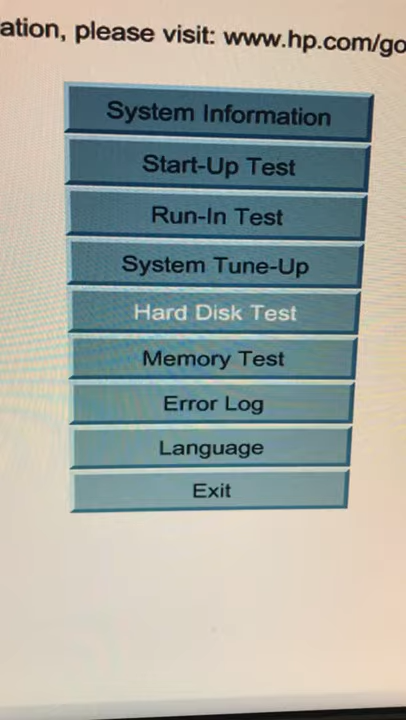 ation, please visit: www.hp.com/go
System Information
Start-Up Test
Run-In Test
System Tune-Up
Hard Disk Test
Memory Test
Error Log
Language
Exit